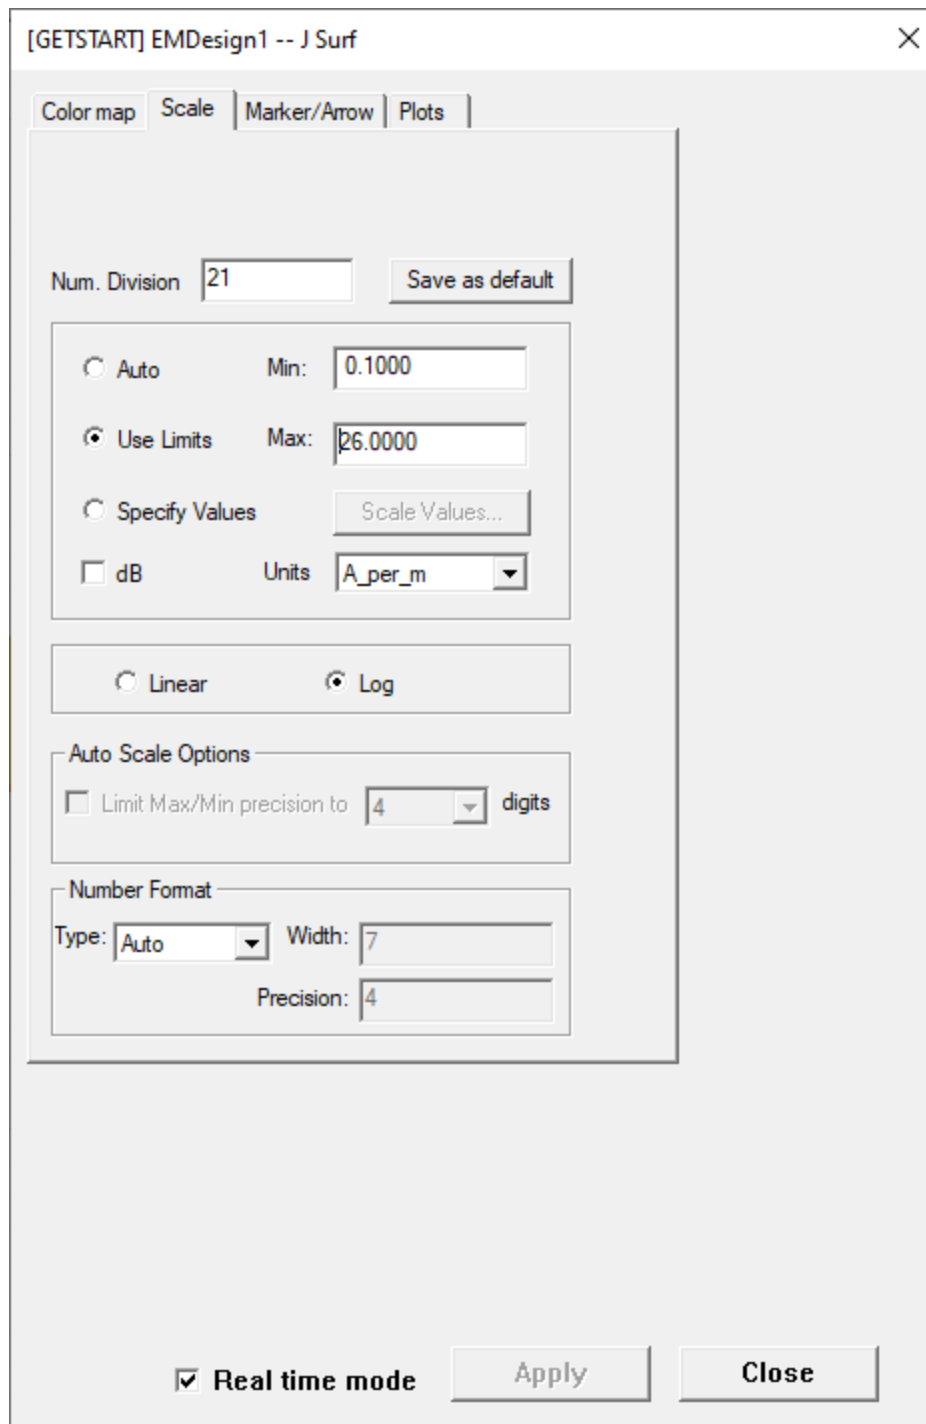 [GETSTART] EMDesign1 -- J Surf
Color map Scale Marker/Arrow Plots
Num. Division 21 Save as default
Auto Min: 0.1000
Use Limits Max: 26.0000
Specify Values Scale Values...
dB Units A_per_m
Linear Log
Auto Scale Options
Limit Max/Min precision to 4 digits
Number Format
Type: Auto Width: 7
Precision: 4
Real time mode Apply Close